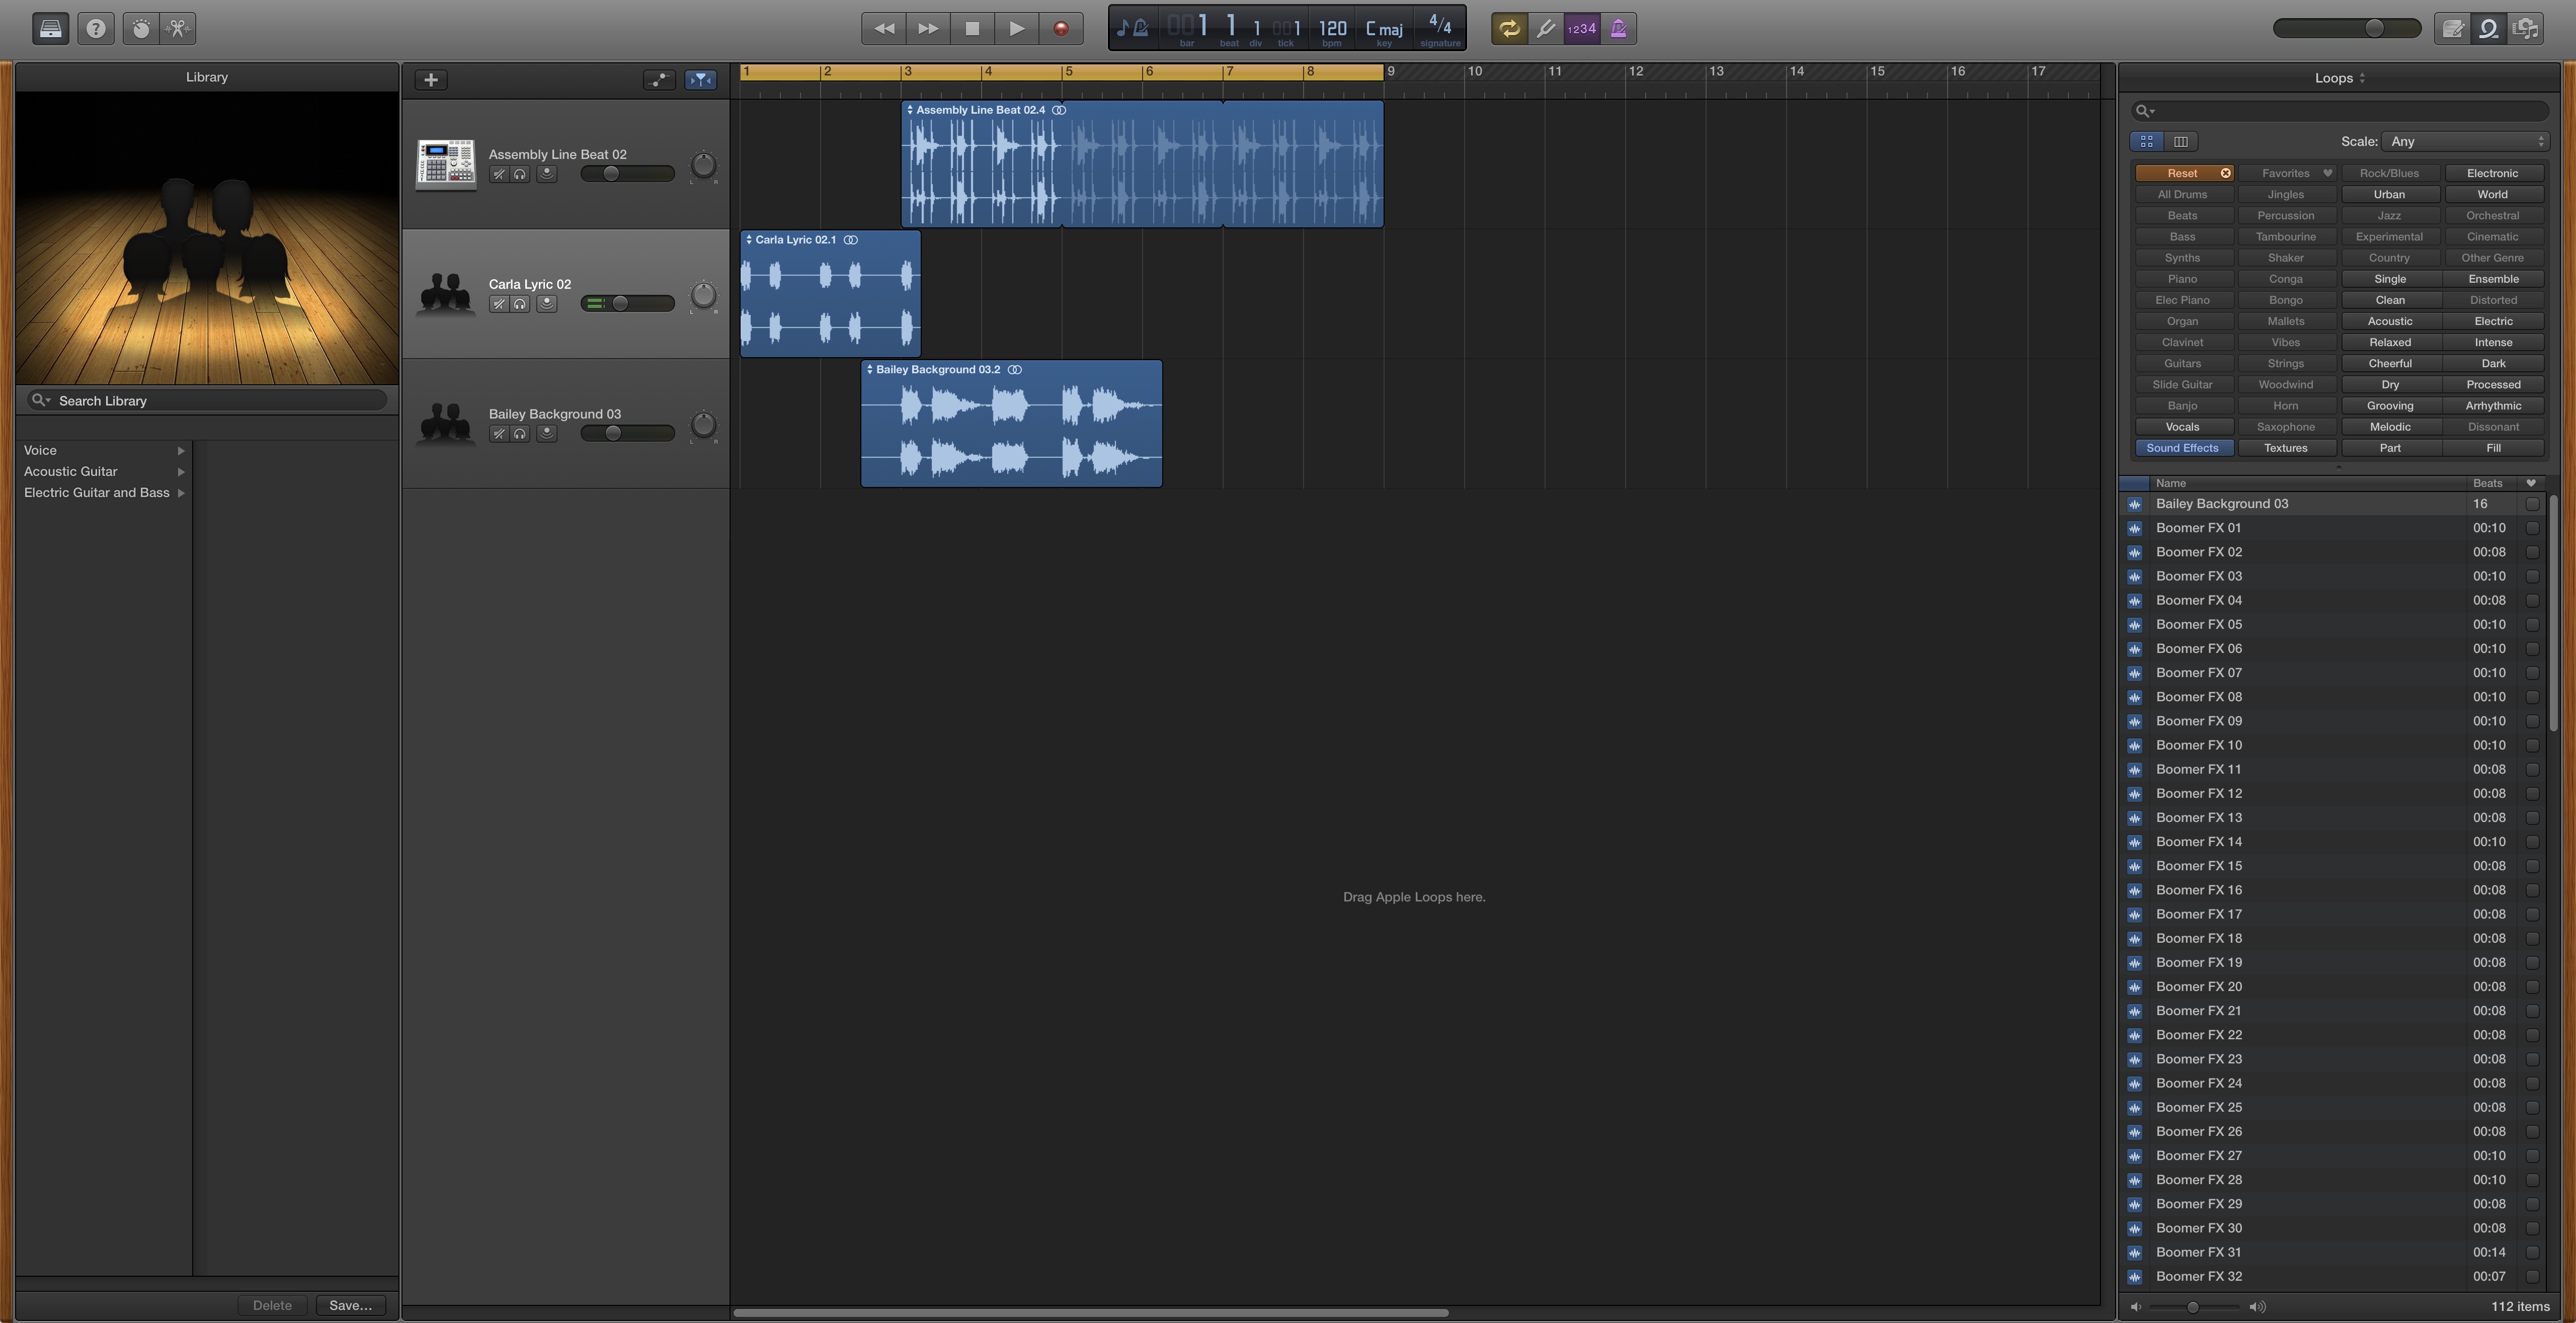 001 1 1 001 120 C maj 4/4
bar beat div tick bpm key signature
1234
Library
Search Library
Voice
Acoustic Guitar
Electric Guitar and Bass
Delete Save...
1 2 3 4 5 6 7 8 9 10 11 12 13 14 15 16 17
Assembly Line Beat 02
Assembly Line Beat 02.4
Carla Lyric 02
Carla Lyric 02.1
Bailey Background 03
Bailey Background 03.2
L R
L R
L R
Drag Apple Loops here.
Loops
Scale: Any
Reset Favorites Rock/Blues Electronic
All Drums Jingles Urban World
Beats Percussion Jazz Orchestral
Bass Tambourine Experimental Cinematic
Synths Shaker Country Other Genre
Piano Conga Single Ensemble
Elec Piano Bongo Clean Distorted
Organ Mallets Acoustic Electric
Clavinet Vibes Relaxed Intense
Guitars Strings Cheerful Dark
Slide Guitar Woodwind Dry Processed
Banjo Horn Grooving Arrhythmic
Vocals Saxophone Melodic Dissonant
Sound Effects Textures Part Fill
Name Beats
Bailey Background 03 16
Boomer FX 01 00:10
Boomer FX 02 00:08
Boomer FX 03 00:10
Boomer FX 04 00:08
Boomer FX 05 00:10
Boomer FX 06 00:10
Boomer FX 07 00:10
Boomer FX 08 00:10
Boomer FX 09 00:10
Boomer FX 10 00:10
Boomer FX 11 00:08
Boomer FX 12 00:08
Boomer FX 13 00:08
Boomer FX 14 00:10
Boomer FX 15 00:08
Boomer FX 16 00:08
Boomer FX 17 00:08
Boomer FX 18 00:08
Boomer FX 19 00:08
Boomer FX 20 00:08
Boomer FX 21 00:08
Boomer FX 22 00:08
Boomer FX 23 00:08
Boomer FX 24 00:08
Boomer FX 25 00:08
Boomer FX 26 00:08
Boomer FX 27 00:10
Boomer FX 28 00:10
Boomer FX 29 00:08
Boomer FX 30 00:08
Boomer FX 31 00:14
Boomer FX 32 00:07
112 items